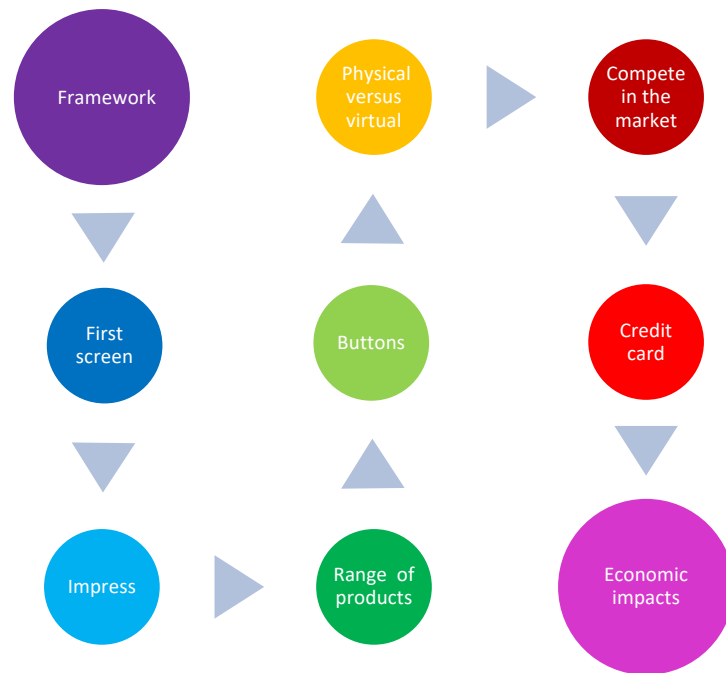 Framework
First
screen
Impress
Range of
products
Buttons
Physical
versus
virtual
Compete
in the
market
Credit
card
Economic
impacts